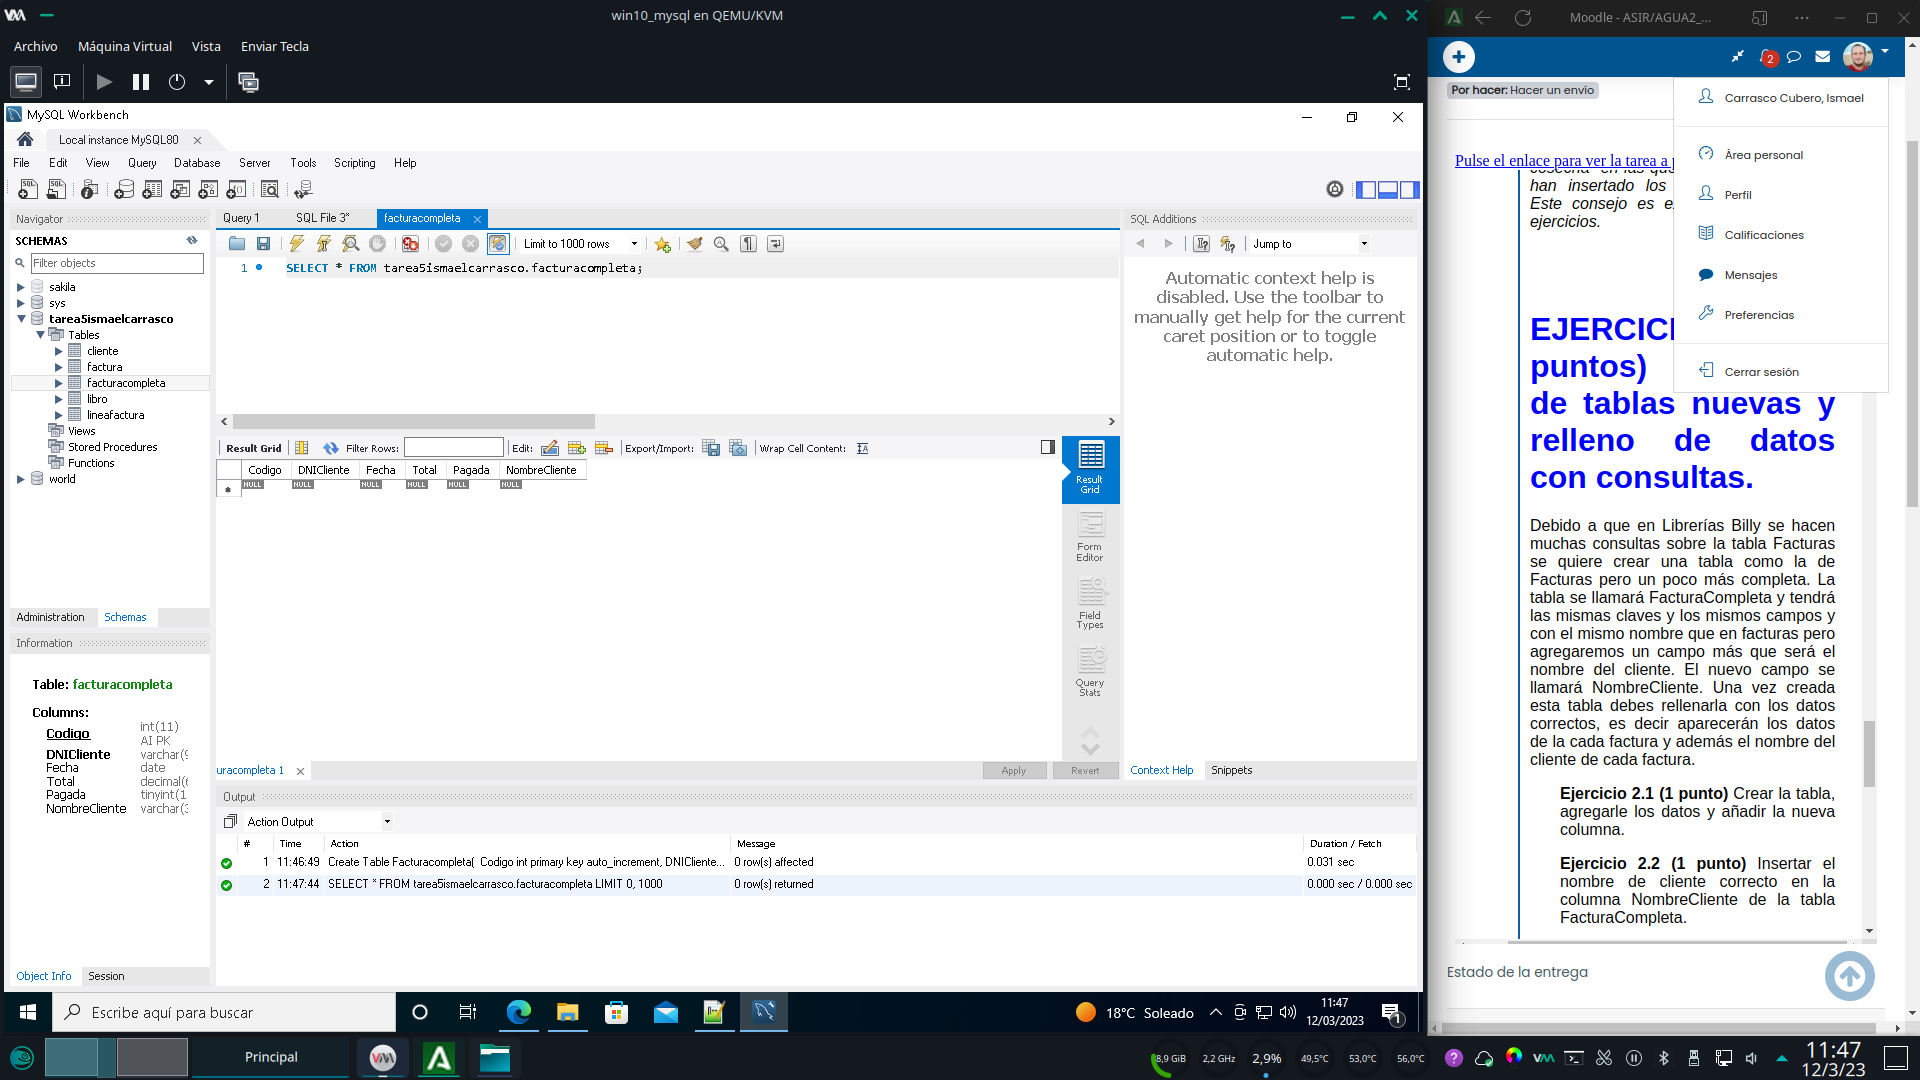 win10_mysql en QEMU/KVM
Archivo Máquina Virtual Vista Enviar Tecla
MySQL Workbench
Local instance MySQL80
File Edit View Query Database Server Tools Scripting Help
Navigator
SCHEMAS
Filter objects
sakila
sys
tarea5ismaelcarrasco
Tables
cliente
factura
facturacompleta
libro
lineafactura
Views
Stored Procedures
Functions
world
Administration Schemas
Information
Table: facturacompleta
Columns:
Codigo int(11)
AI PK
DNICliente
Fecha date
Total
Pagada
NombreCliente
Object Info Session
Query 1 SQL File 3* facturacompleta
Limit to 1000 rows
1 SELECT * FROM tarea5ismaelcarrasco.facturacompleta;
Result Grid Filter Rows: Edit: Export/Import: Wrap Cell Content:
Codigo DNICliente Fecha Total Pagada NombreCliente
NULL NULL NULL NULL NULL NULL
Result
Grid
Form
Editor
Field
Types
Query
Stats
uracompleta 1
Apply Revert
SQL Additions
Jump to
Automatic context help is
disabled. Use the toolbar to
manually get help for the current
caret position or to toggle
automatic help.
Context Help Snippets
Output
Action Output
# Time Action Message Duration / Fetch
1 11:46:49 Create Table Facturacompleta( Codigo int primary key auto_increment, DNICliente... 0 row(s) affected 0.031 sec
2 11:47:44 SELECT * FROM tarea5ismaelcarrasco.facturacompleta LIMIT 0, 1000 0 row(s) returned 0.000 sec / 0.000 sec
Escribe aquí para buscar
18°C Soleado
11:47
12/03/2023
1
Moodle - ASIR/AGUA2_...
2
Por hacer: Hacer un envío
Carrasco Cubero, Ismael
Área personal
Perfil
Calificaciones
Mensajes
Preferencias
Cerrar sesión
Pulse el enlace para ver la tarea a
han insertado los
Este consejo es
ejercicios.
puntos)
de tablas nuevas y
relleno de datos
con consultas.
Debido a que en Librerías Billy se hacen
muchas consultas sobre la tabla Facturas
se quiere crear una tabla como la de
Facturas pero un poco más completa. La
tabla se llamará FacturaCompleta y tendrá
las mismas claves y los mismos campos y
con el mismo nombre que en facturas pero
agregaremos un campo más que será el
nombre del cliente. El nuevo campo se
llamará NombreCliente. Una vez creada
esta tabla debes rellenarla con los datos
correctos, es decir aparecerán los datos
de la cada factura y además el nombre del
cliente de cada factura.
Ejercicio 2.1 (1 punto) Crear la tabla,
agregarle los datos y añadir la nueva
columna.
Ejercicio 2.2 (1 punto) Insertar el
nombre de cliente correcto en la
columna NombreCliente de la tabla
FacturaCompleta.
Estado de la entrega
Principal
8,9 GiB 2,2 GHz 2,9% 49,5°C 53,0°C 56,0°C
11:47
12/3/23